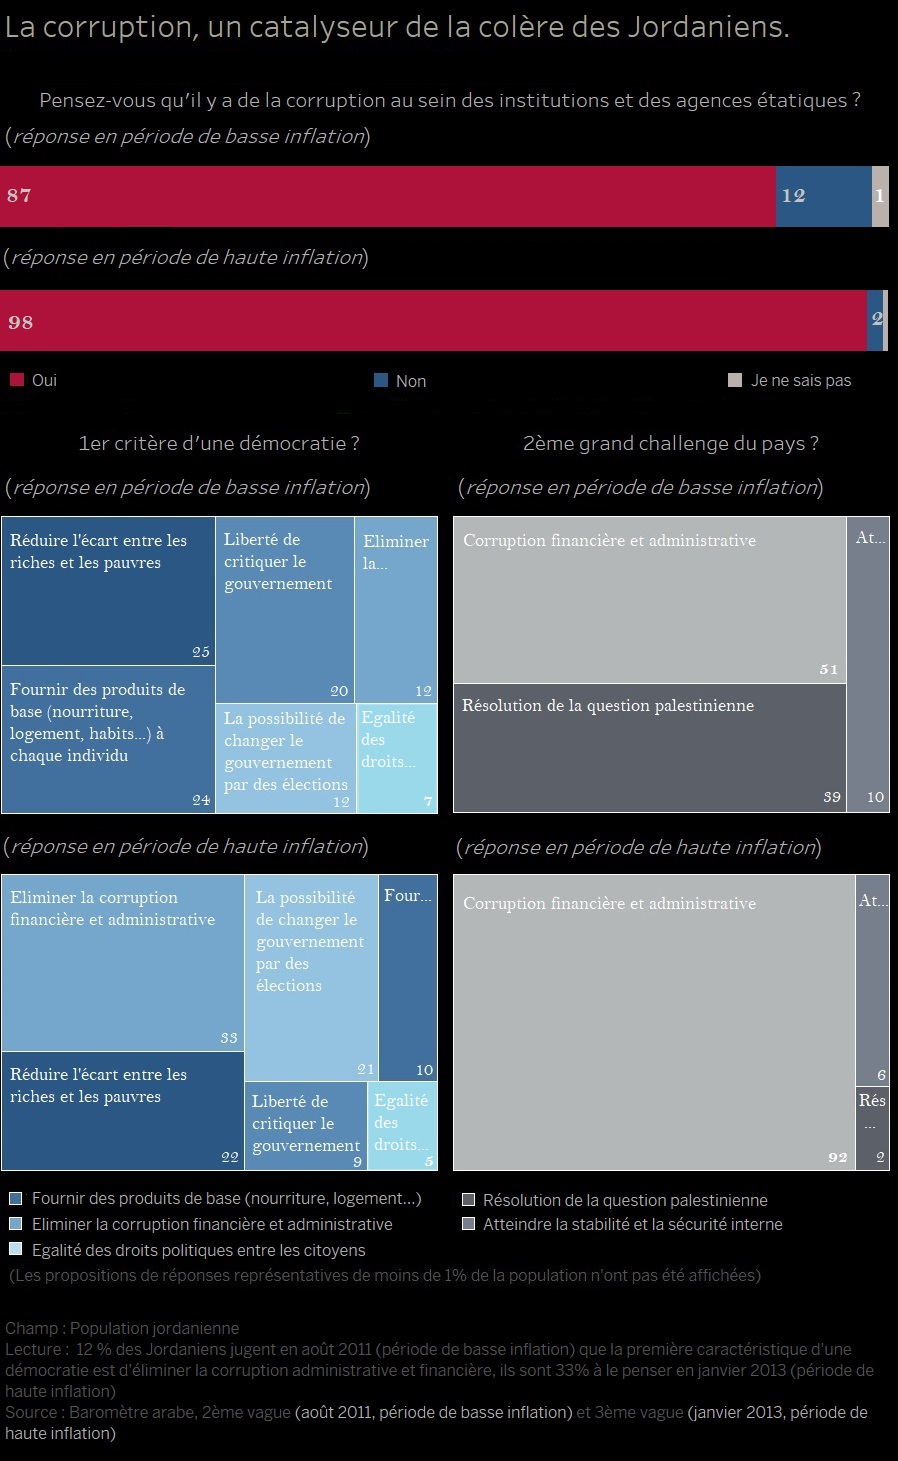 La corruption, un catalyseur de la colère des Jordaniens.
Pensez-vous qu'il y a de la corruption au sein des institutions et des agences étatiques ?
(réponse en période de basse inflation)
87 12 1
(réponse en période de haute inflation)
98 2
Oui Non Je ne sais pas
1er critère d'une démocratie ?
(réponse en période de basse inflation)
Réduire l'écart entre les
riches et les pauvres
25
Liberté de
critiquer le
gouvernement
20
Eliminer
la...
12
Fournir des produits de
base (nourriture,
logement, habits...) à
chaque individu
24
La possibilité de
changer le
gouvernement
par des élections
12
Egalité
des
droits...
7
2ème grand challenge du pays ?
(réponse en période de basse inflation)
Corruption financière et administrative
51
At...
10
Résolution de la question palestinienne
39
(réponse en période de haute inflation)
Eliminer la corruption
financière et administrative
33
La possibilité
de changer le
gouvernement
par des
élections
21
Four...
10
Réduire l'écart entre les
riches et les pauvres
22
Liberté de
critiquer le
gouvernement
9
Egalité
des
droits...
5
(réponse en période de haute inflation)
Corruption financière et administrative
92
At...
6
Rés
...
2
Fournir des produits de base (nourriture, logement...)
Eliminer la corruption financière et administrative
Egalité des droits politiques entre les citoyens
Résolution de la question palestinienne
Atteindre la stabilité et la sécurité interne
(Les propositions de réponses représentatives de moins de 1% de la population n'ont pas été affichées)
Champ : Population jordanienne
Lecture : 12 % des Jordaniens jugent en août 2011 (période de basse inflation) que la première caractéristique d'une
démocratie est d'éliminer la corruption administrative et financière, ils sont 33% à le penser en janvier 2013 (période de
haute inflation)
Source : Baromètre arabe, 2ème vague (août 2011, période de basse inflation) et 3ème vague (janvier 2013, période de
haute inflation)